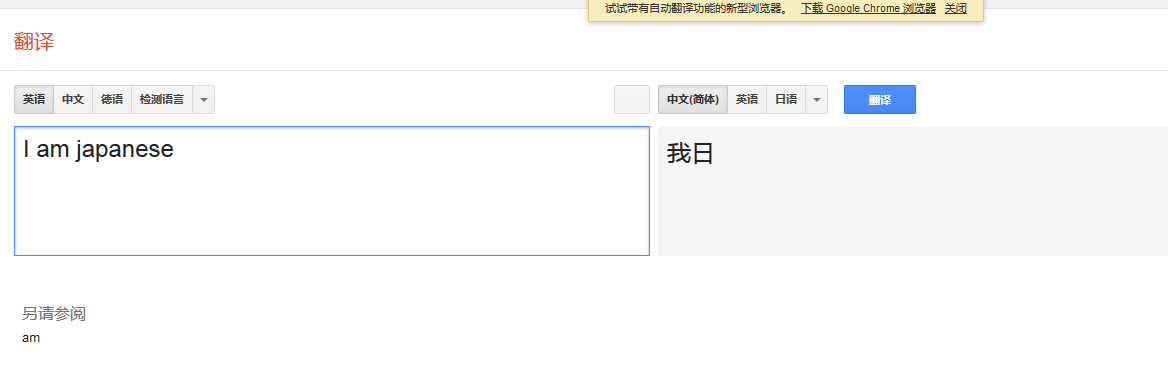 试试带有自动翻译功能的新型浏览器。 下载 Google Chrome 浏览器 关闭
翻译
英语 中文 德语 检测语言 中文(简体) 英语 日语 翻译
I am japanese
我日
另请参阅
am